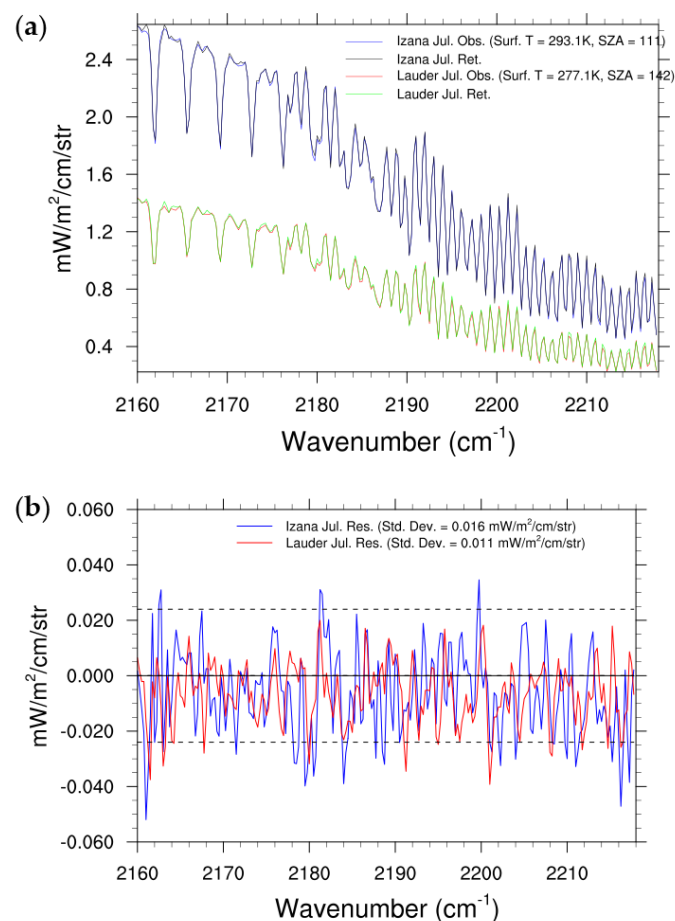 (a)
Izana Jul. Obs. (Surf. T = 293.1K, SZA = 111)
Izana Jul. Ret.
Lauder Jul. Obs. (Surf. T = 277.1K, SZA = 142)
Lauder Jul. Ret.
mW/m²/cm/str
2.4
2.0
1.6
1.2
0.8
0.4
2160 2170 2180 2190 2200 2210
Wavenumber (cm⁻¹)
(b)
Izana Jul. Res. (Std. Dev. = 0.016 mW/m²/cm/str)
Lauder Jul. Res. (Std. Dev. = 0.011 mW/m²/cm/str)
mW/m²/cm/str
0.060
0.040
0.020
0.000
-0.020
-0.040
-0.060
2160 2170 2180 2190 2200 2210
Wavenumber (cm⁻¹)